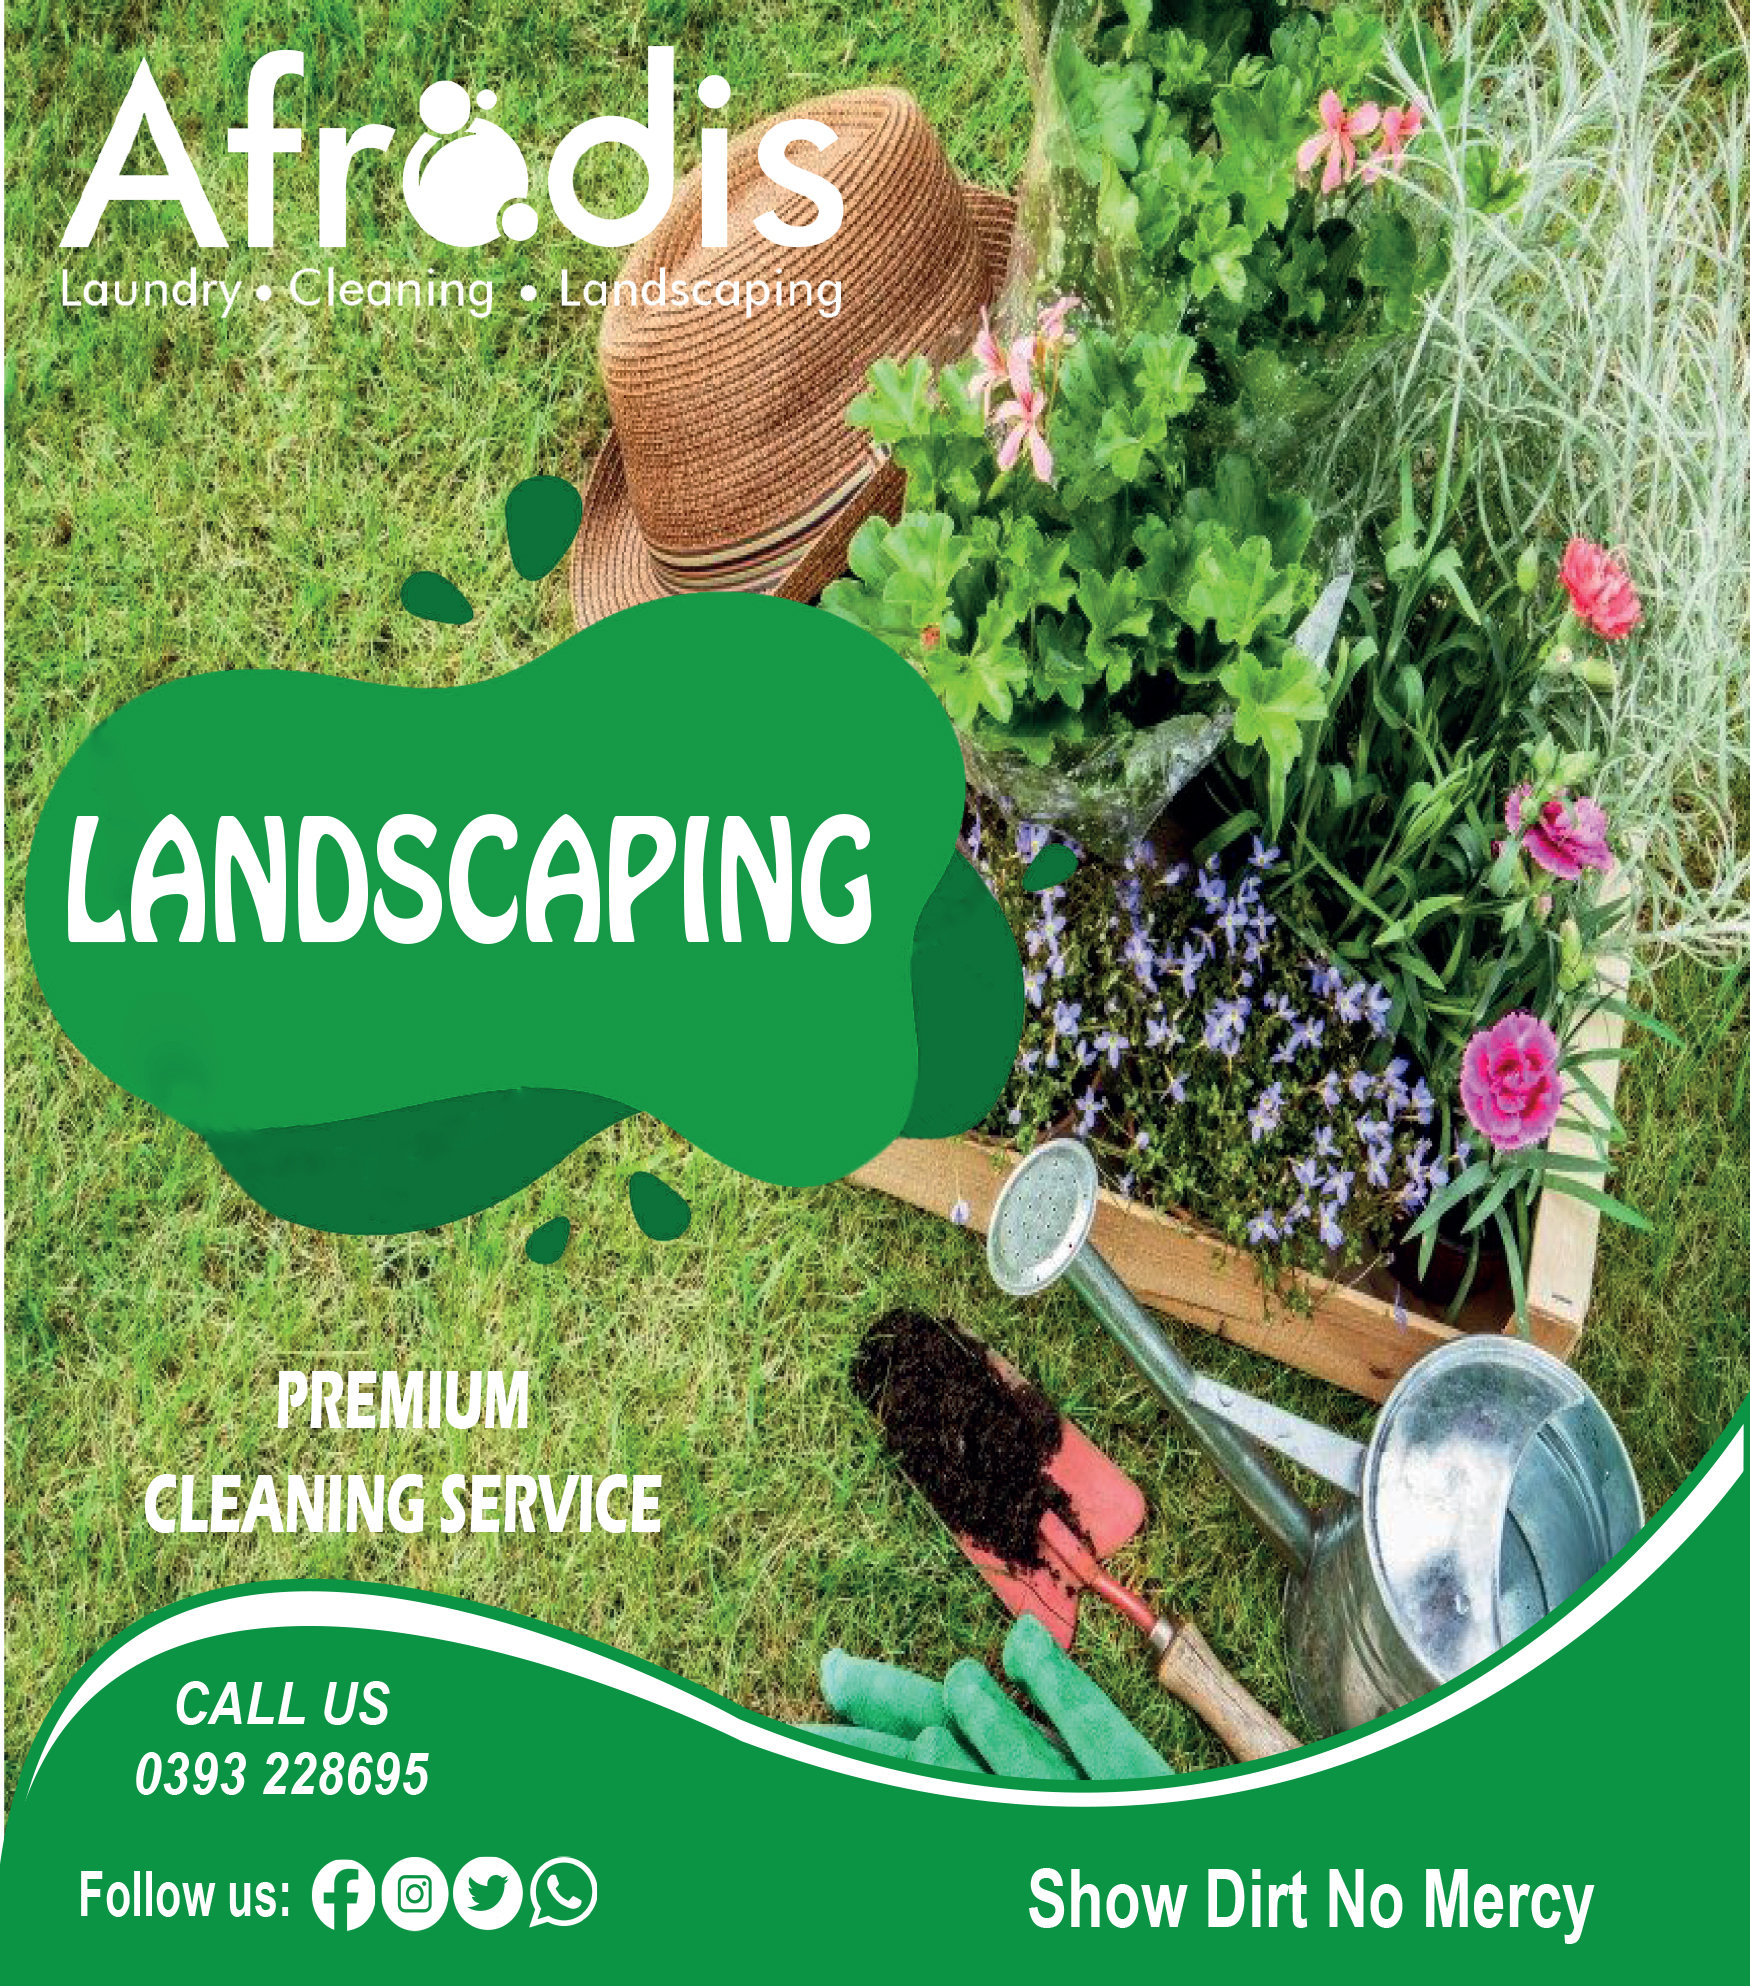 Afrodis
Laundry • Cleaning • Landscaping
LANDSCAPING
PREMIUM
CLEANING SERVICE
CALL US
0393 228695
Follow us:
Show Dirt No Mercy